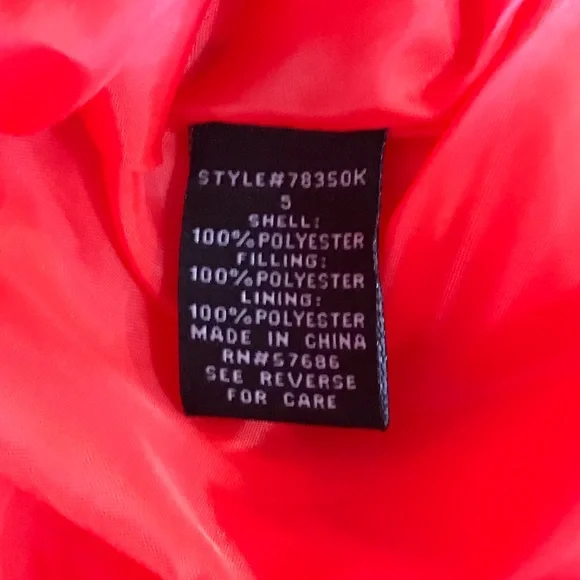 STYLE#78350K
5
SHELL:
100%POLYESTER
FILLING:
100%POLYESTER
LINING:
100%POLYESTER
MADE IN CHINA
RN#57686
SEE REVERSE
FOR CARE